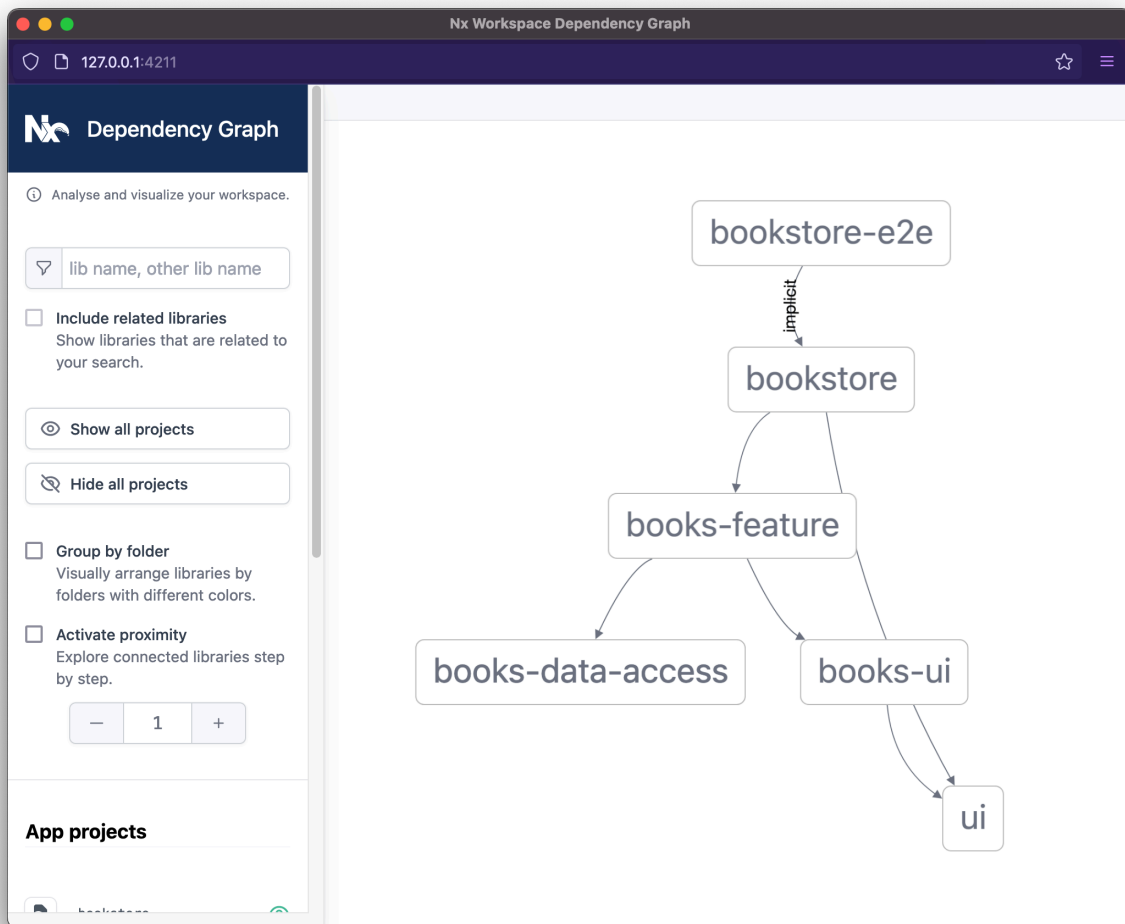 Nx Workspace Dependency Graph
127.0.0.1:4211
Nx Dependency Graph
Analyse and visualize your workspace.
lib name, other lib name
Include related libraries
Show libraries that are related to
your search.
Show all projects
Hide all projects
Group by folder
Visually arrange libraries by
folders with different colors.
Activate proximity
Explore connected libraries step
by step.
1
App projects
bookstore
bookstore-e2e
implicit
bookstore
books-feature
books-data-access
books-ui
ui